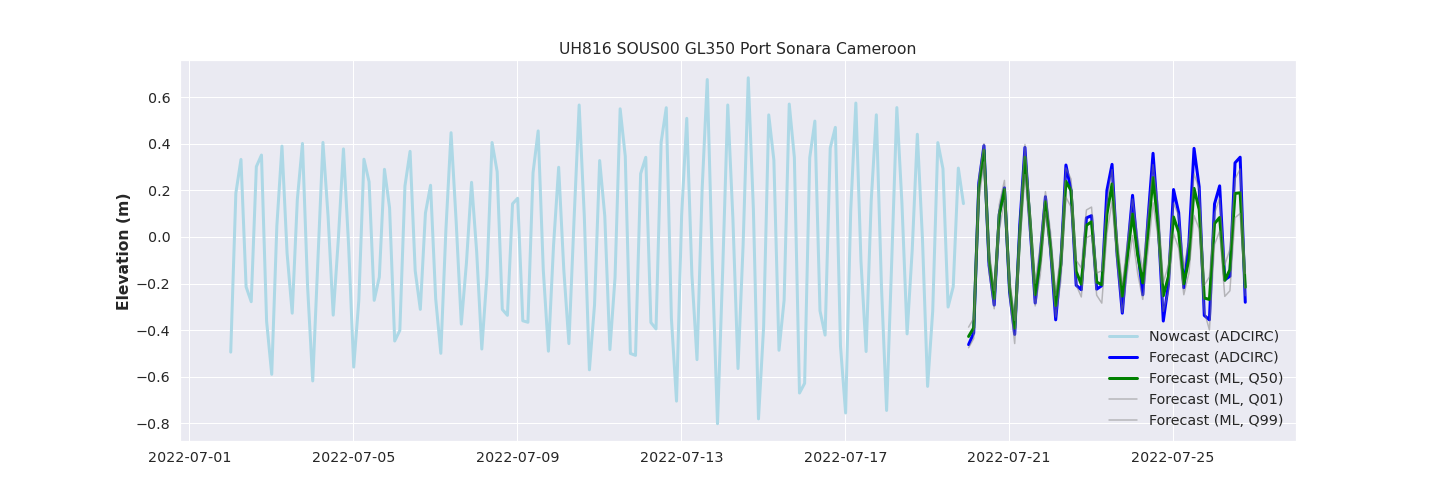 UH816 SOUS00 GL350 Port Sonara Cameroon
Elevation (m)
0.6
0.4
0.2
0.0
−0.2
−0.4
−0.6
−0.8
Nowcast (ADCIRC)
Forecast (ADCIRC)
Forecast (ML, Q50)
Forecast (ML, Q01)
Forecast (ML, Q99)
2022-07-01 2022-07-05 2022-07-09 2022-07-13 2022-07-17 2022-07-21 2022-07-25